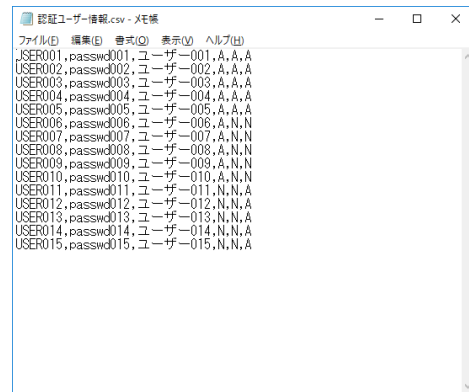 認証ユーザー情報.csv - メモ帳
ファイル(F) 編集(E) 書式(O) 表示(V) ヘルプ(H)
USER001,passwd001,ユーザー001,A,A,A
USER002,passwd002,ユーザー002,A,A,A
USER003,passwd003,ユーザー003,A,A,A
USER004,passwd004,ユーザー004,A,A,A
USER005,passwd005,ユーザー005,A,A,A
USER006,passwd006,ユーザー006,A,N,N
USER007,passwd007,ユーザー007,A,N,N
USER008,passwd008,ユーザー008,A,N,N
USER009,passwd009,ユーザー009,A,N,N
USER010,passwd010,ユーザー010,A,N,N
USER011,passwd011,ユーザー011,N,N,A
USER012,passwd012,ユーザー012,N,N,A
USER013,passwd013,ユーザー013,N,N,A
USER014,passwd014,ユーザー014,N,N,A
USER015,passwd015,ユーザー015,N,N,A